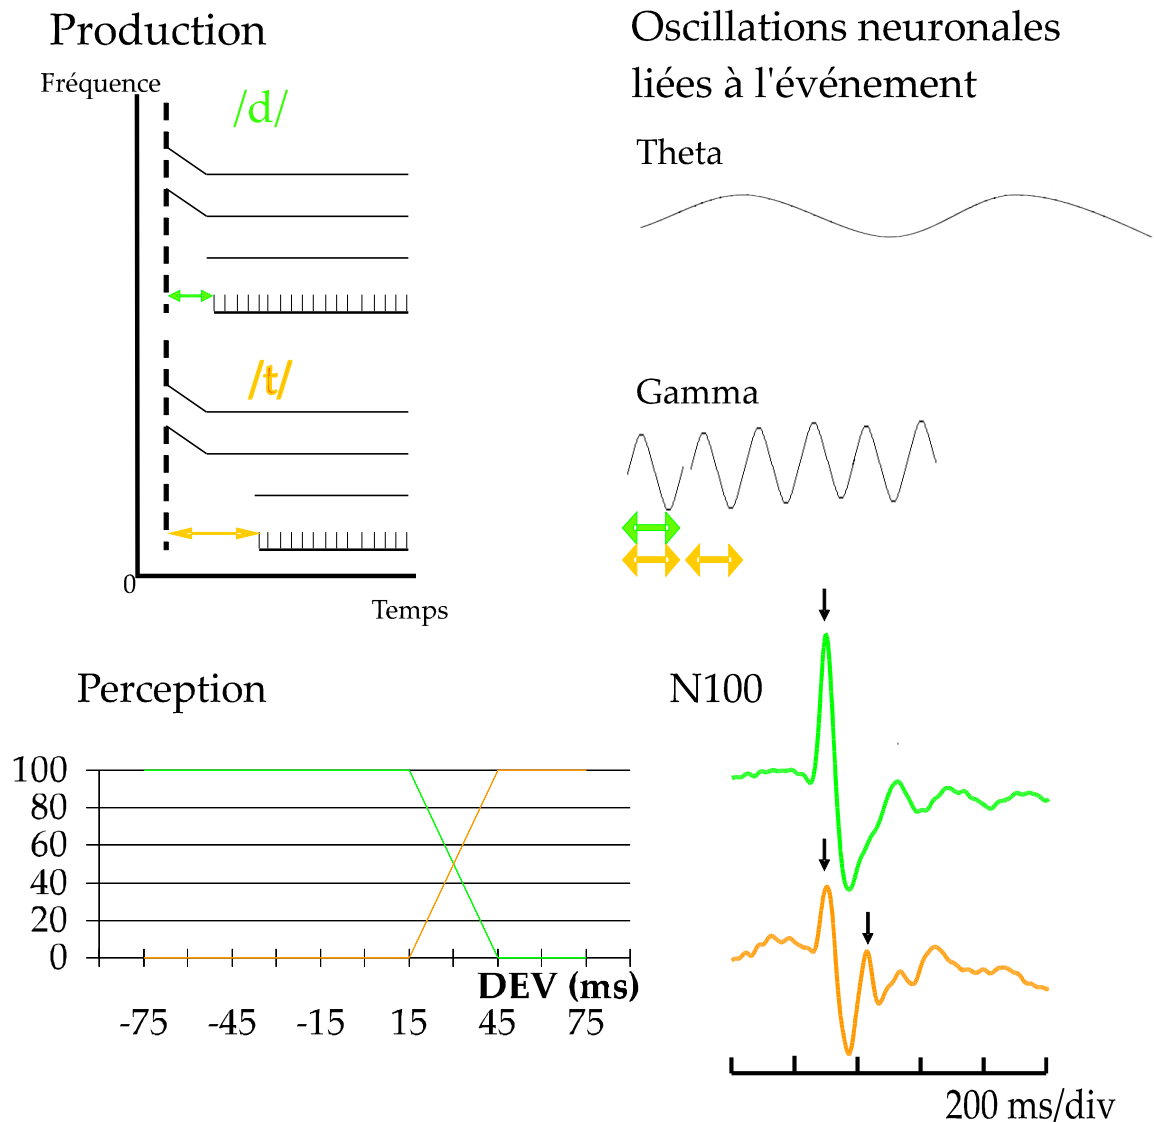 Production
Fréquence
/d/
/t/
0
Temps
Oscillations neuronales
liées à l'événement
Theta
Gamma
Perception
100
80
60
40
20
0
DEV (ms)
-75 -45 -15 15 45 75
N100
200 ms/div